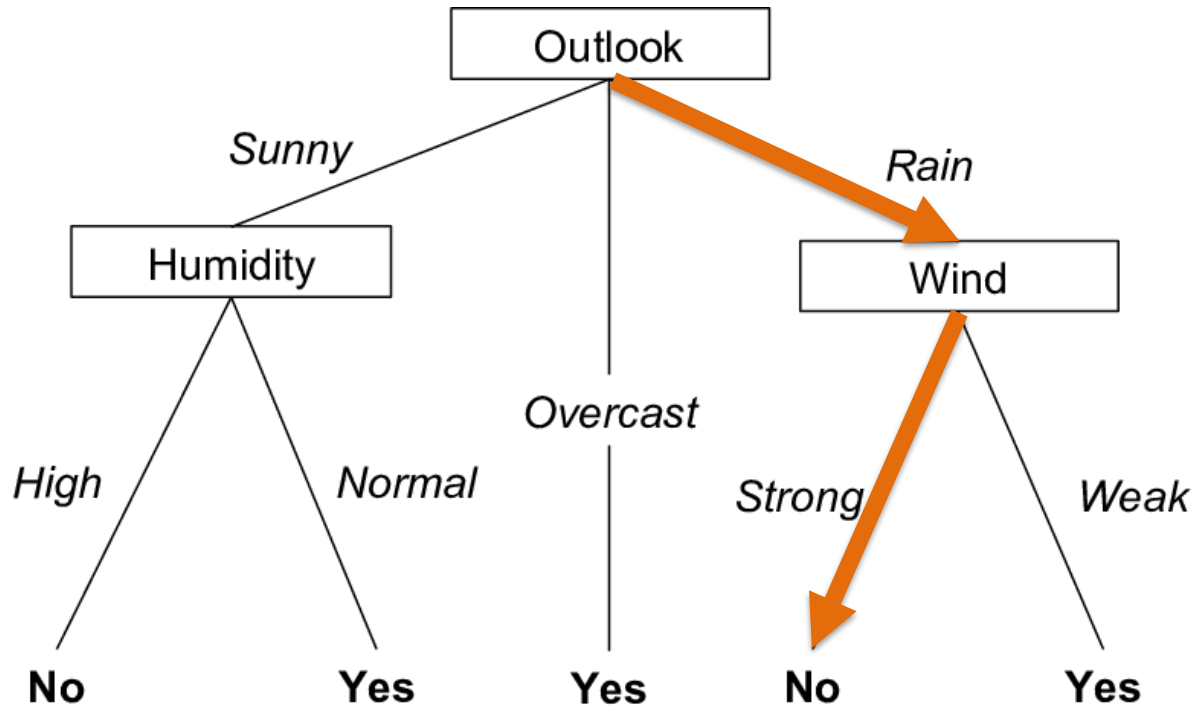 Outlook
Sunny
Rain
Humidity
Wind
Overcast
High
Normal
Strong
Weak
No
Yes
Yes
No
Yes